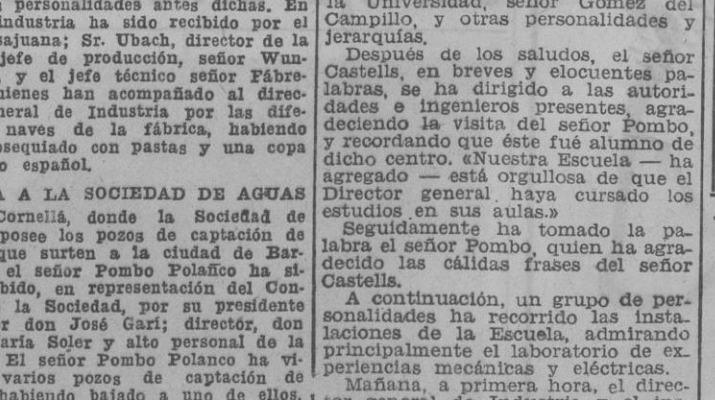 personalidades antes dichas. En
industria ha sido recibido por el
sajuana; Sr. Ubach, director de la
jefe de producción, señor Wun-
y el jefe técnico señor Fábre-
nienes han acompañado al direc-
neral de Industria por las dife-
naves de la fábrica, habiendo
osequiado con pastas y una copa
o español.
A A LA SOCIEDAD DE AGUAS
Cornellá, donde la Sociedad de
posee los pozos de captación de
que surten a la ciudad de Bar-
el señor Pombo Polanco ha si-
bido, en representación del Con-
la Sociedad, por su presidente
r don José Garí; directór, don
aría Soler y alto personal de la
El señor Pombo Polanco ha vi-
varios pozos de captación de
habiendo bajado a uno de ellos.
la Universidad, señor Gómez del
Campillo, y otras personalidades y
jerarquías.
Después de los saludos, el señor
Castells, en breves y elocuentes pa-
labras, se ha dirigido a las autori-
dades e ingenieros presentes, agra-
deciendo la visita del señor Pombo,
y recordando que éste fué alumno de
dicho centro. «Nuestra Escuela — ha
agregado — está orgullosa de que el
Director general haya cursado los
estudios en sus aulas.»
Seguidamente ha tomado la pa-
labra el señor Pombo, quien ha agra-
decido las cálidas frases del señor
Castells.
A continuación, un grupo de per-
sonalidades ha recorrido las insta-
laciones de la Escuela, admirando
principalmente el laboratorio de ex-
periencias mecánicas y eléctricas.
Mañana, a primera hora, el direc-